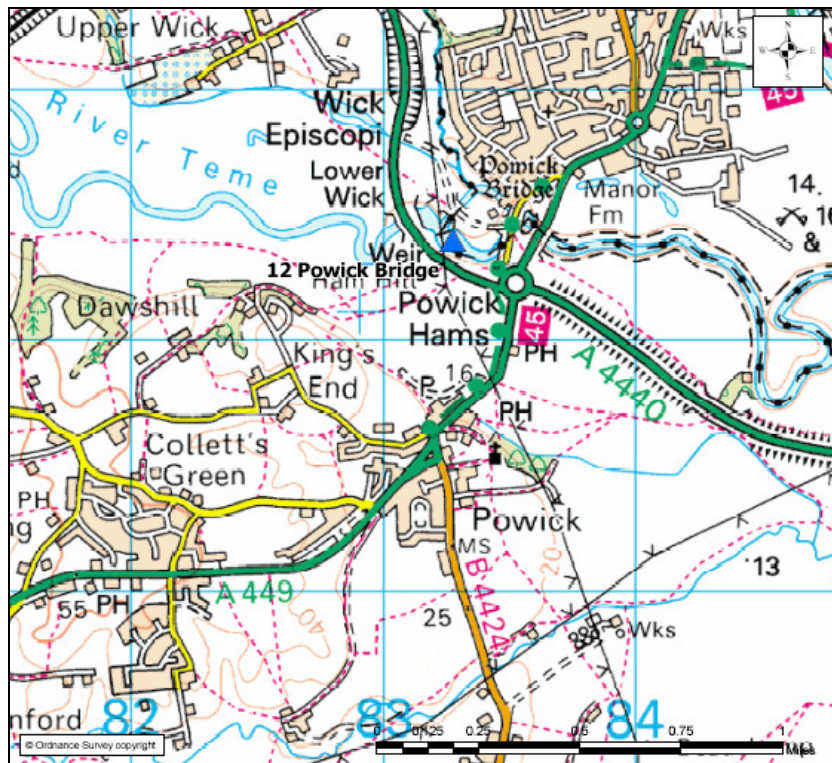 Upper Wick
Wks
N
W E
S
45
River Teme
Wick
Episcopi
Lower
Wick
Powick
Bridge
Manor
Fm
14.
&
Weir
12 Powick Bridge
Dawshill
Powick
Hams
45
King's
End
PH
A 4440
P
16
PH
Collett's
Green
PH
Powick
MS
A 449
B 4424
20
13
55 PH
40
25
Wks
82
83
84
nford
© Ordnance Survey copyright
0 0.125 0.25 0.5 0.75 1
Miles